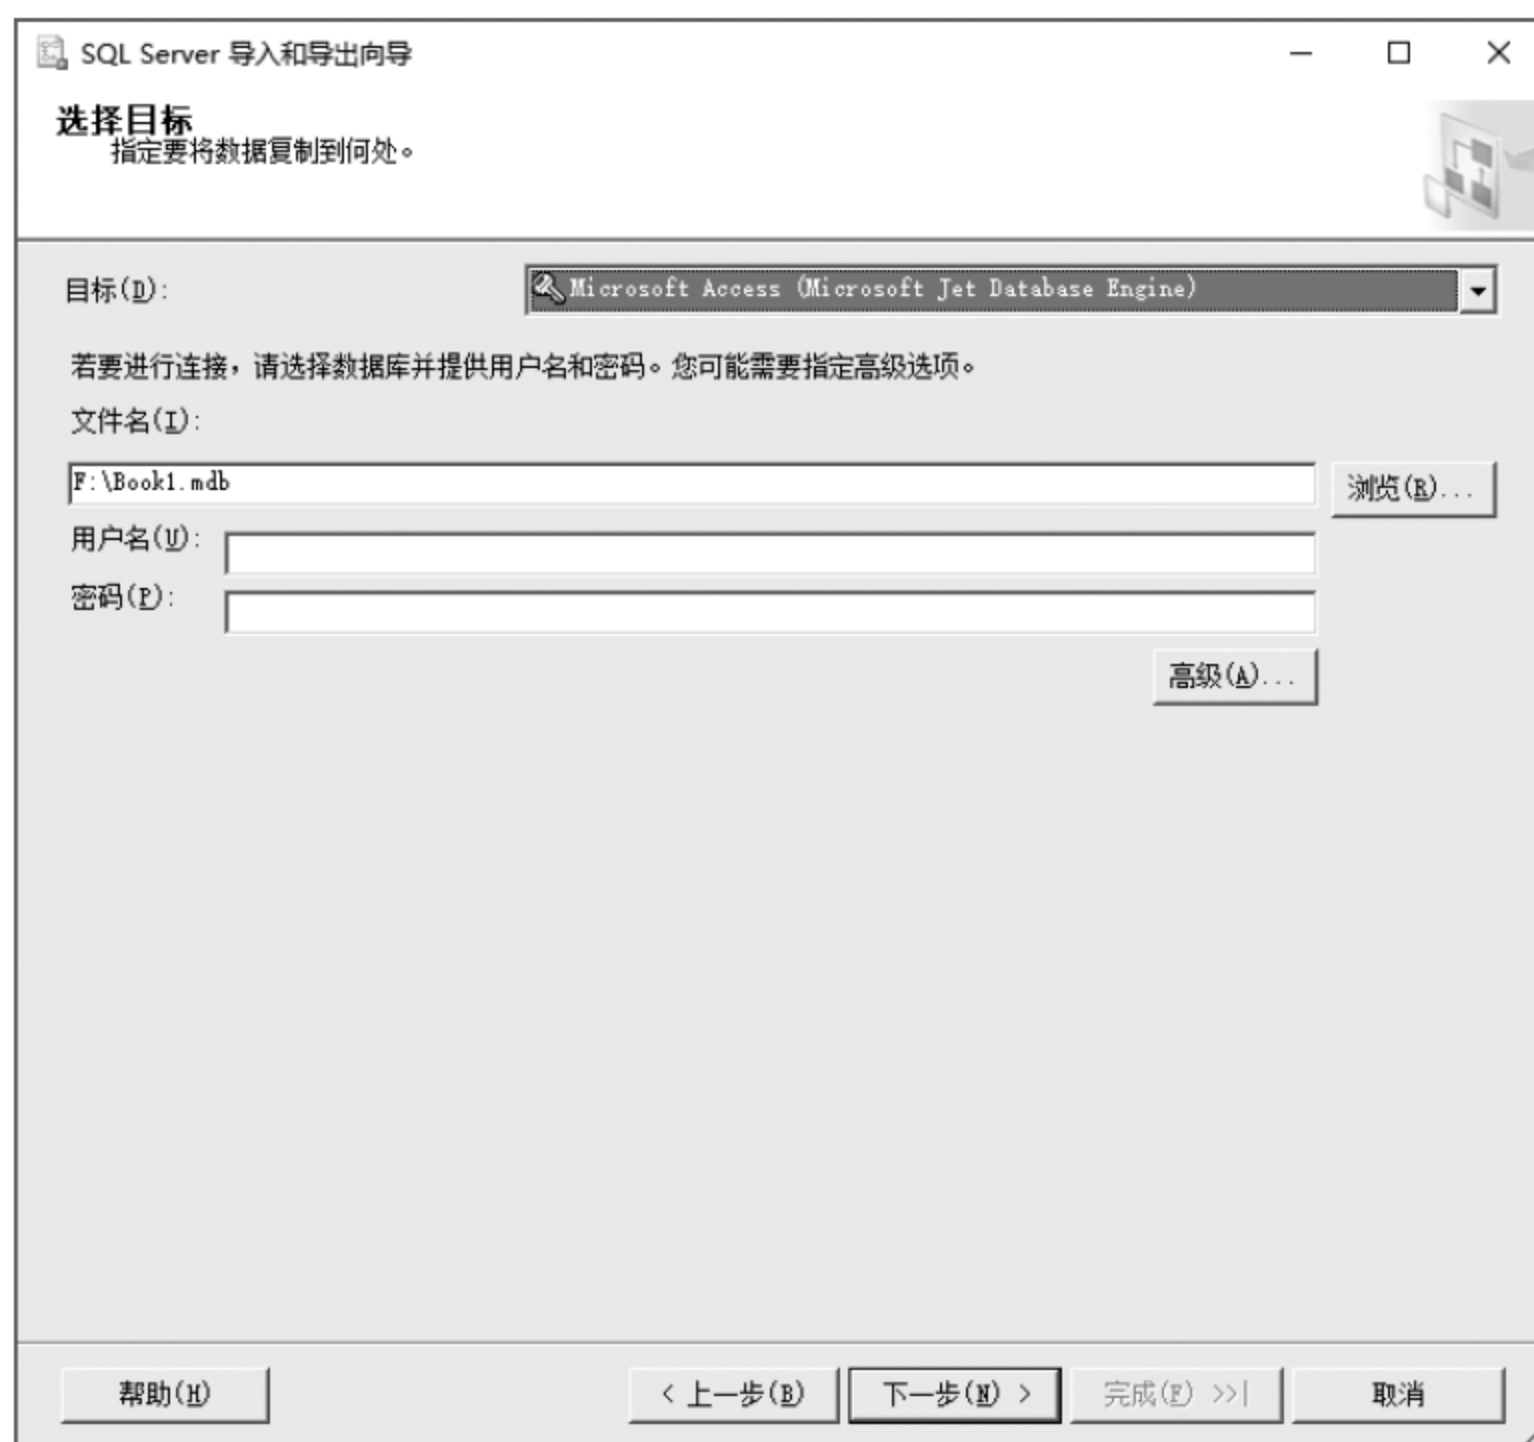 SQL Server 导入和导出向导
选择目标
指定要将数据复制到何处。
目标(D):
Microsoft Access (Microsoft Jet Database Engine)
若要进行连接，请选择数据库并提供用户名和密码。您可能需要指定高级选项。
文件名(I):
F:\Book1.mdb
浏览(R)...
用户名(U):
密码(P):
高级(A)...
帮助(H)
< 上一步(B)
下一步(N) >
完成(F) >>|
取消